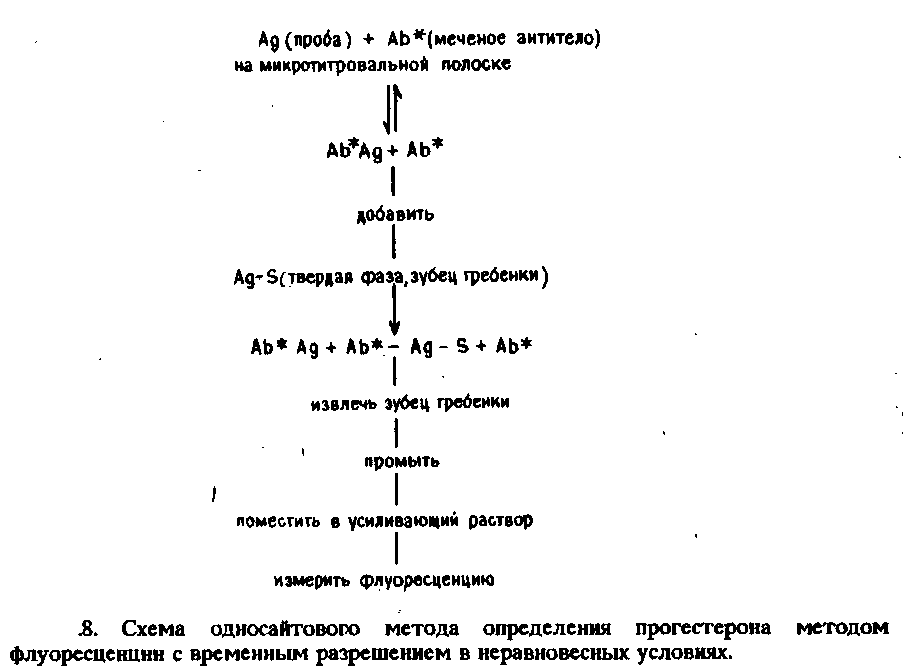 Ag (проба) + Ab*(меченое антитело)
на микротитровальной полоске
Ab*Ag + Ab*
добавить
Ag-S(твердая фаза, зубец гребенки)
Ab* Ag + Ab* - Ag - S + Ab*
извлечь зубец гребенки
промыть
поместить в усиливающий раствор
измерить флуоресценцию
.8. Схема односайтового метода определения прогестерона методом
флуоресценции с временным разрешением в неравновесных условиях.